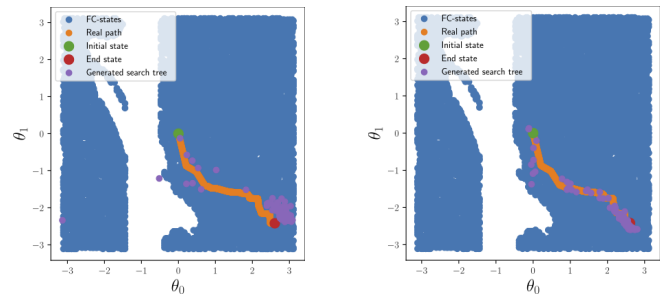 3
2
1
0
−1
−2
−3
θ₁
FC-states
Real path
Initial state
End state
Generated search tree
−3 −2 −1 0 1 2 3
θ₀
3
2
1
0
−1
−2
−3
θ₁
FC-states
Real path
Initial state
End state
Generated search tree
−3 −2 −1 0 1 2 3
θ₀